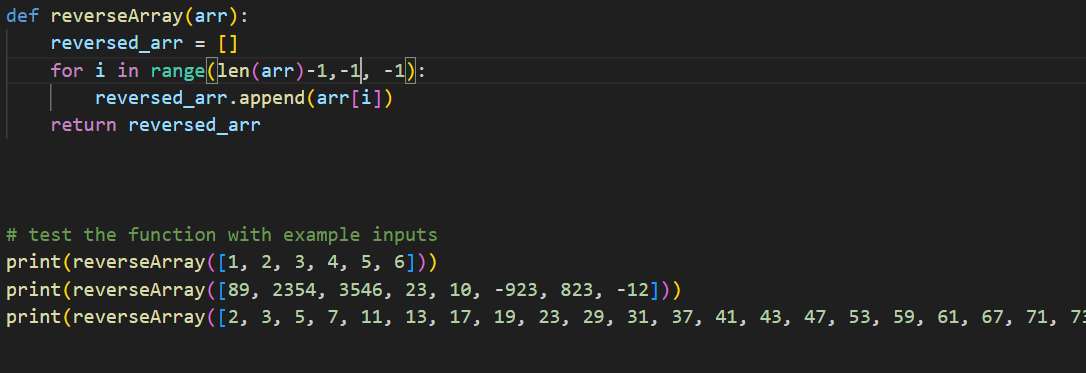 def reverseArray(arr):
    reversed_arr = []
    for i in range(len(arr)-1,-1, -1):
        reversed_arr.append(arr[i])
    return reversed_arr
# test the function with example inputs
print(reverseArray([1, 2, 3, 4, 5, 6]))
print(reverseArray([89, 2354, 3546, 23, 10, -923, 823, -12]))
print(reverseArray([2, 3, 5, 7, 11, 13, 17, 19, 23, 29, 31, 37, 41, 43, 47, 53, 59, 61, 67, 71,